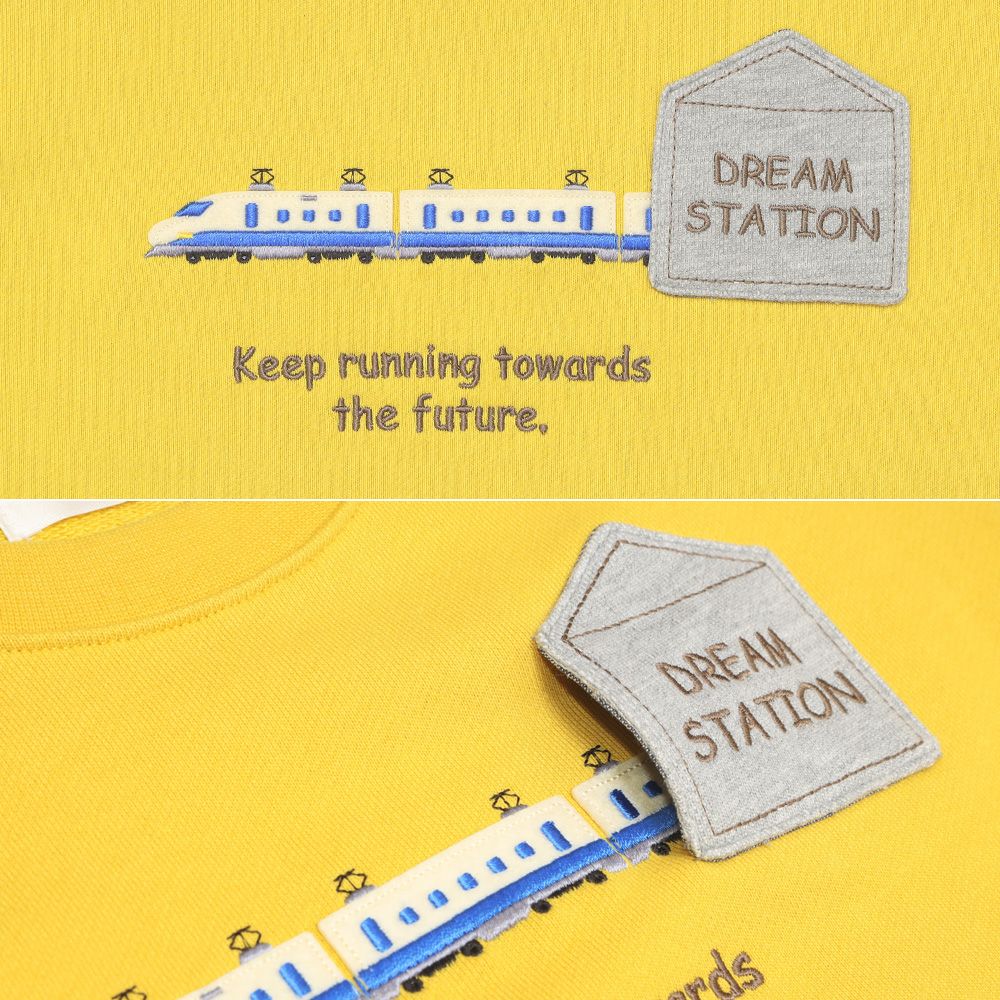 DREAM
STATION
Keep running towards
the future.
DREAM
STATION